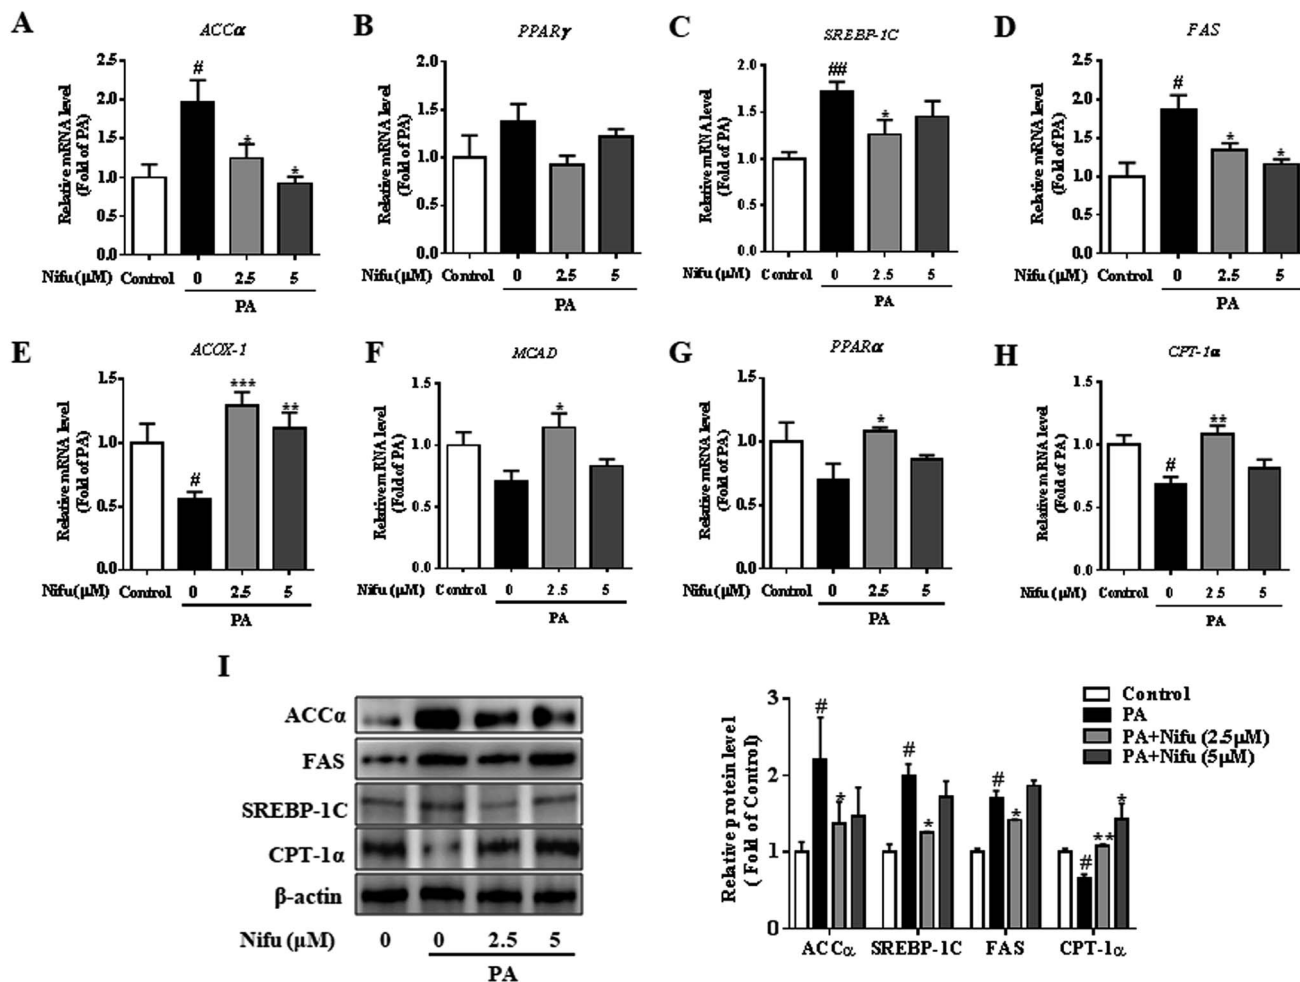 A
ACCα
Relative mRNA level
(Fold of PA)
2.5
2.0
1.5
1.0
0.5
0.0
#
*
*
Nifu (μM) Control 0 2.5 5
PA
B
PPARγ
Relative mRNA level
(Fold of PA)
2.0
1.5
1.0
0.5
0.0
Nifu (μM) Control 0 2.5 5
PA
C
SREBP-1C
Relative mRNA level
(Fold of PA)
2.0
1.5
1.0
0.5
0.0
##
*
Nifu (μM) Control 0 2.5 5
PA
D
FAS
Relative mRNA level
(Fold of PA)
2.5
2.0
1.5
1.0
0.5
0.0
#
*
*
Nifu (μM) Control 0 2.5 5
PA
E
ACOX-1
Relative mRNA level
(Fold of PA)
1.5
1.0
0.5
0.0
#
***
**
Nifu(μM) Control 0 2.5 5
PA
F
MCAD
Relative mRNA level
(Fold of PA)
1.5
1.0
0.5
0.0
*
Nifu (μM) Control 0 2.5 5
PA
G
PPARα
Relative mRNA level
(Fold of PA)
1.5
1.0
0.5
0.0
*
Nifu (μM) Control 0 2.5 5
PA
H
CPT-1α
Relative mRNA level
(Fold of PA)
1.5
1.0
0.5
0.0
#
**
Nifu (μM) Control 0 2.5 5
PA
I
ACCα
FAS
SREBP-1C
CPT-1α
β-actin
Nifu (μM) 0 0 2.5 5
PA
Relative protein level
( Fold of Control)
3
2
1
0
#
*
#
*
#
*
#
**
*
ACCα SREBP-1C FAS CPT-1α
Control
PA
PA+Nifu (2.5μM)
PA+Nifu (5μM)